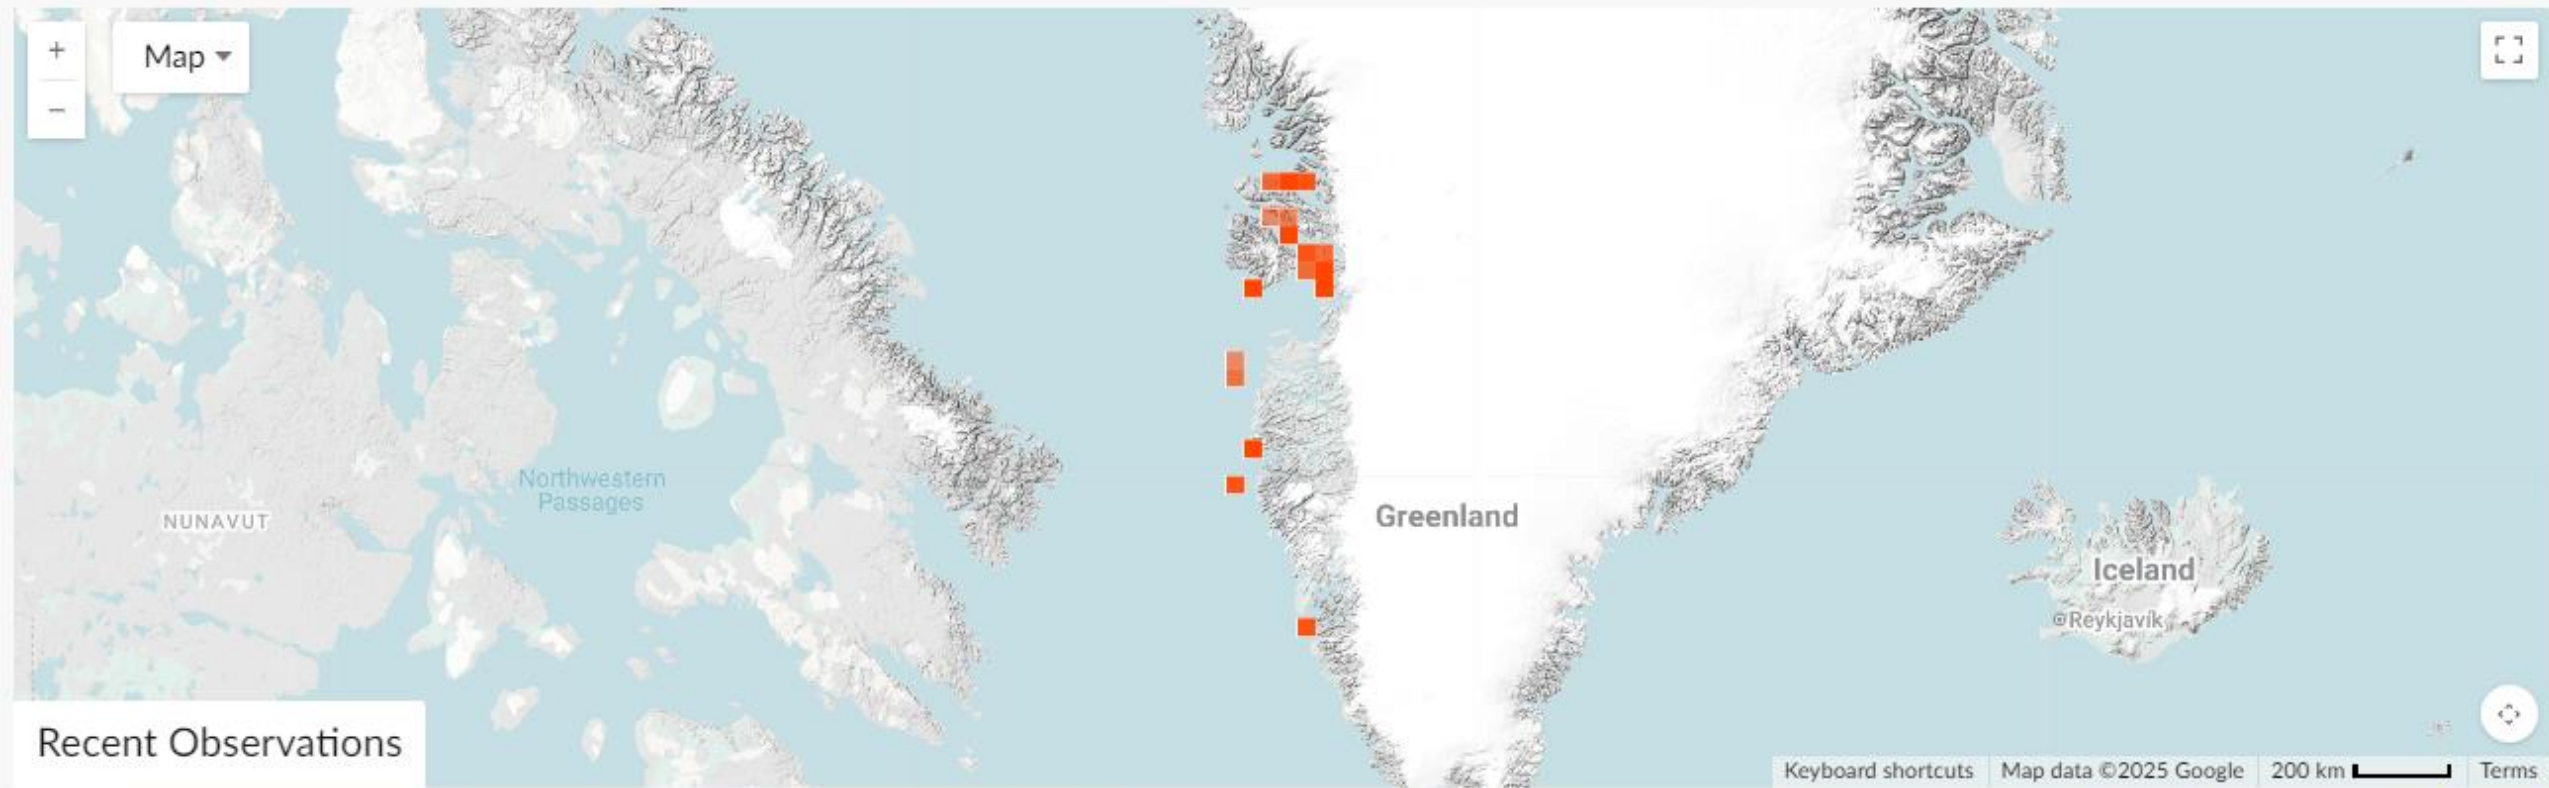 +
Map
−
Northwestern
Passages
NUNAVUT
Greenland
Iceland
Reykjavík
Recent Observations
Keyboard shortcuts
Map data ©2025 Google
200 km
Terms